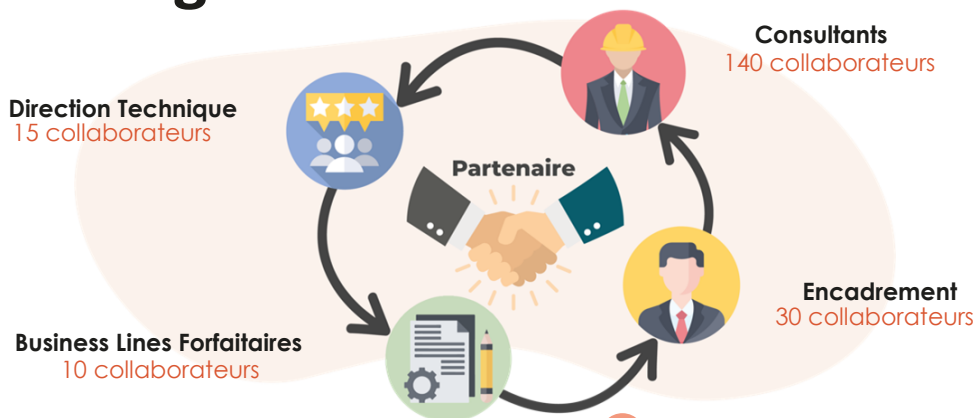 Consultants
140 collaborateurs
Direction Technique
15 collaborateurs
Partenaire
Encadrement
30 collaborateurs
Business Lines Forfaitaires
10 collaborateurs